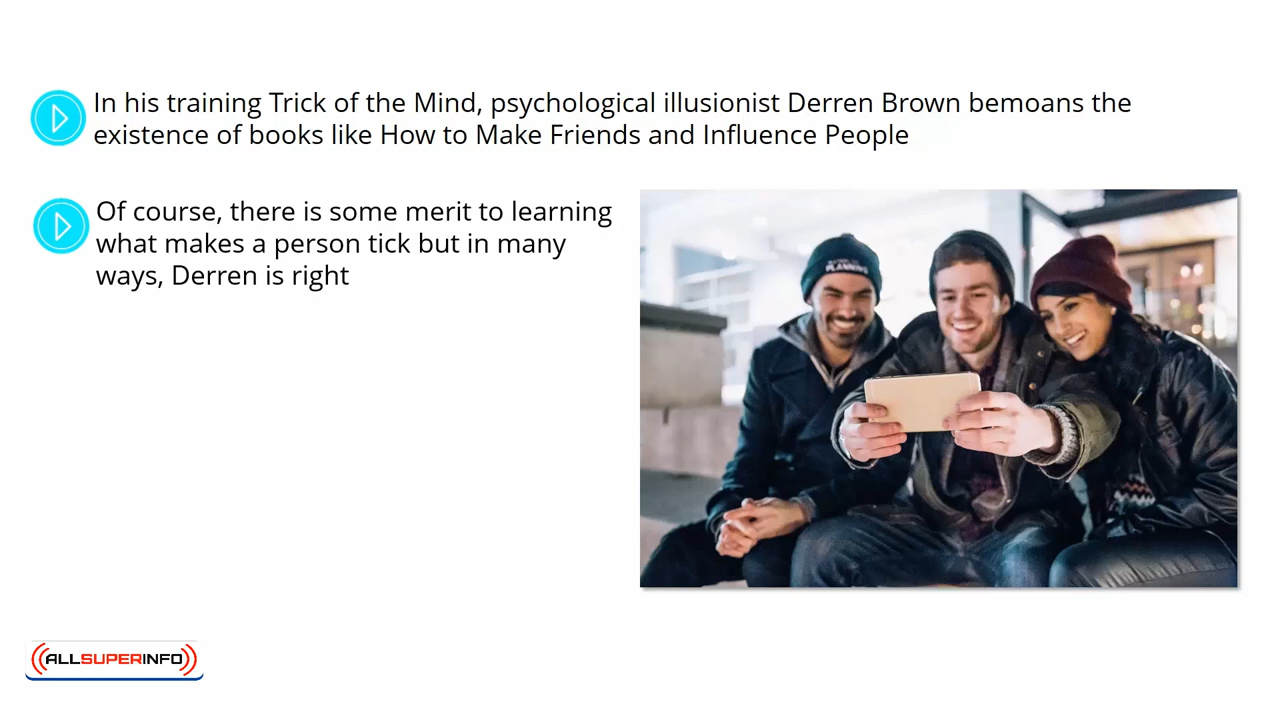 In his training Trick of the Mind, psychological illusionist Derren Brown bemoans the
existence of books like How to Make Friends and Influence People
Of course, there is some merit to learning
what makes a person tick but in many
ways, Derren is right
PLANNING
ALLSUPERINFO